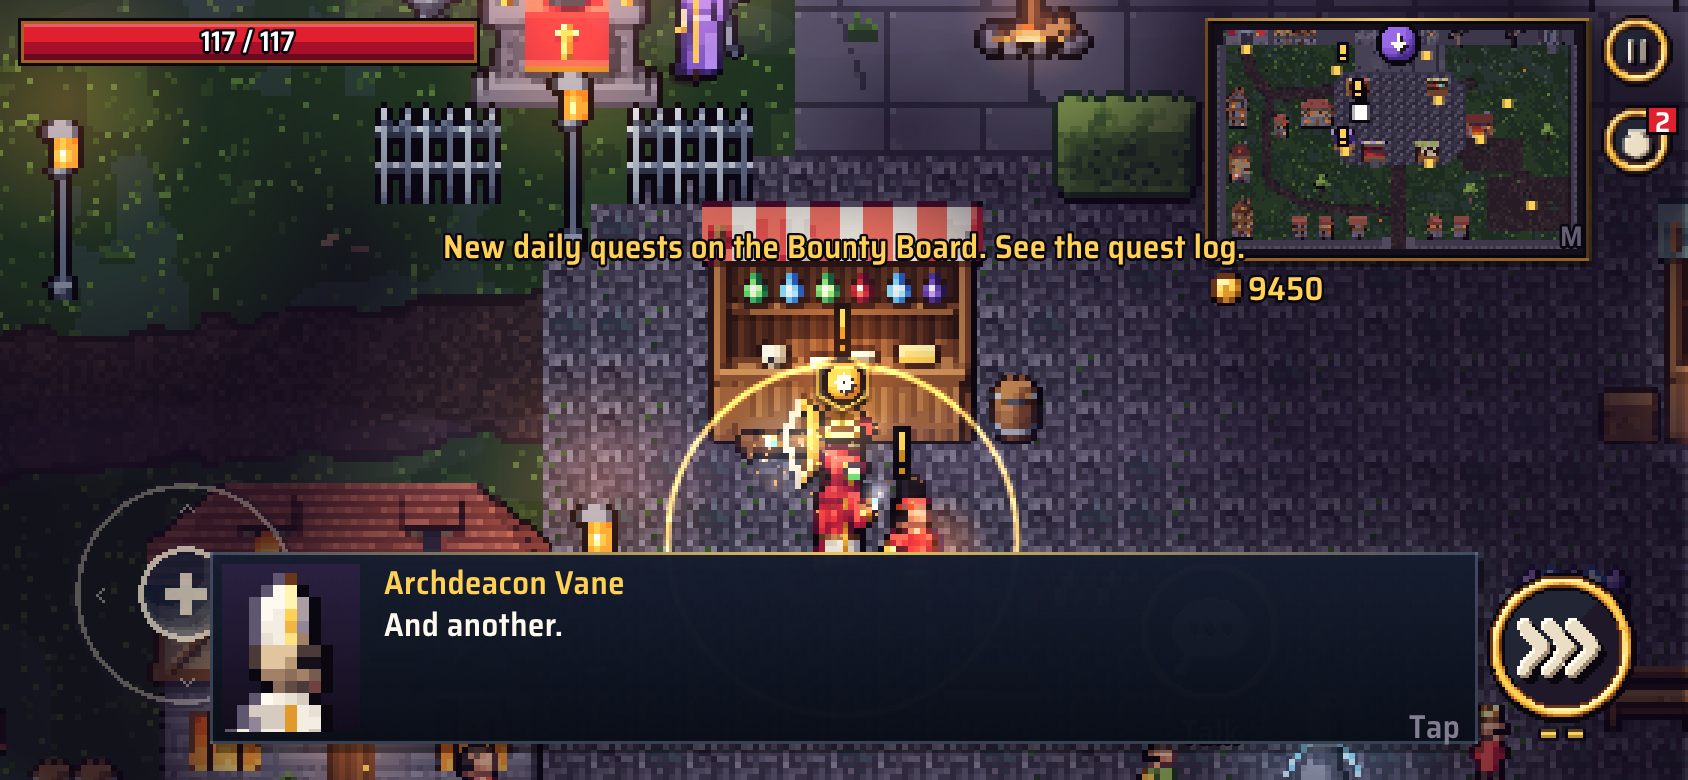 117 / 117
2
M
New daily quests on the Bounty Board. See the quest log.
9450
Archdeacon Vane
And another.
Tap